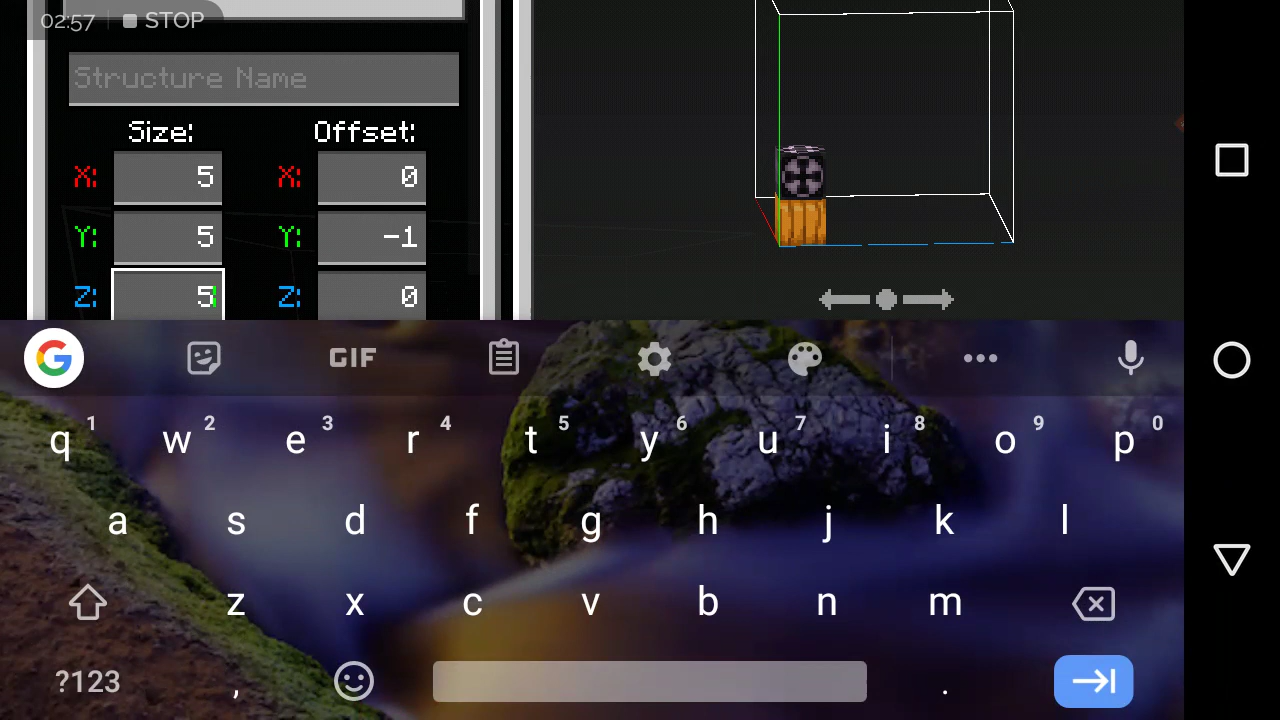 02:57 STOP
Structure Name
Size: Offset:
X: 5 X: 0
Y: 5 Y: -1
Z: 5 Z: 0
G GIF
1 2 3 4 5 6 7 8 9 0
q w e r t y u i o p
a s d f g h j k l
z x c v b n m
?123 , .